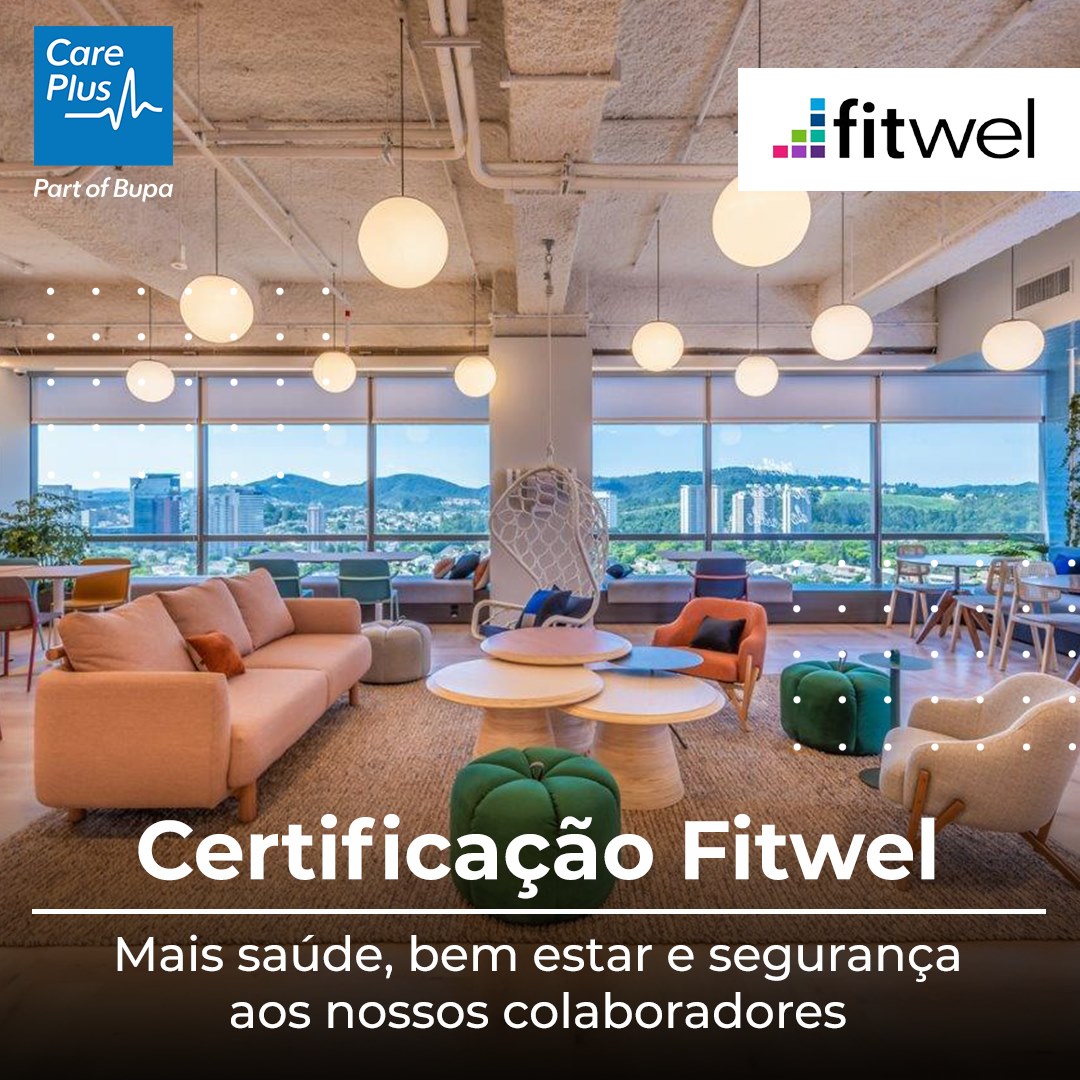 Care
Plus
Part of Bupa
fitwel
Certificação Fitwel
Mais saúde, bem estar e segurança
aos nossos colaboradores